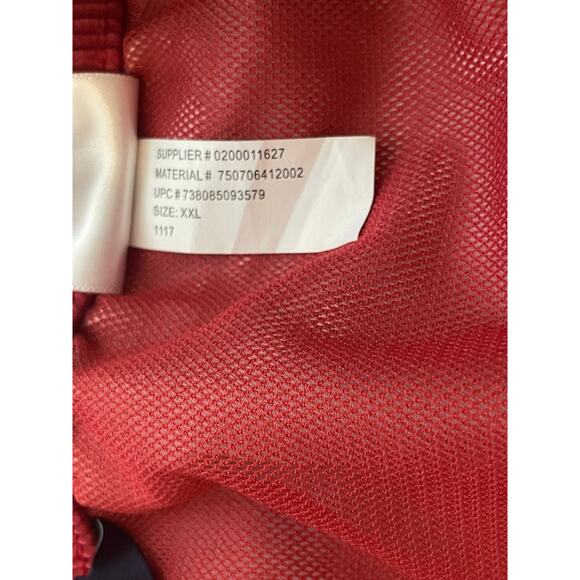 SUPPLIER # 0200011627
MATERIAL # 750706412002
UPC # 738085093579
SIZE: XXL
1117